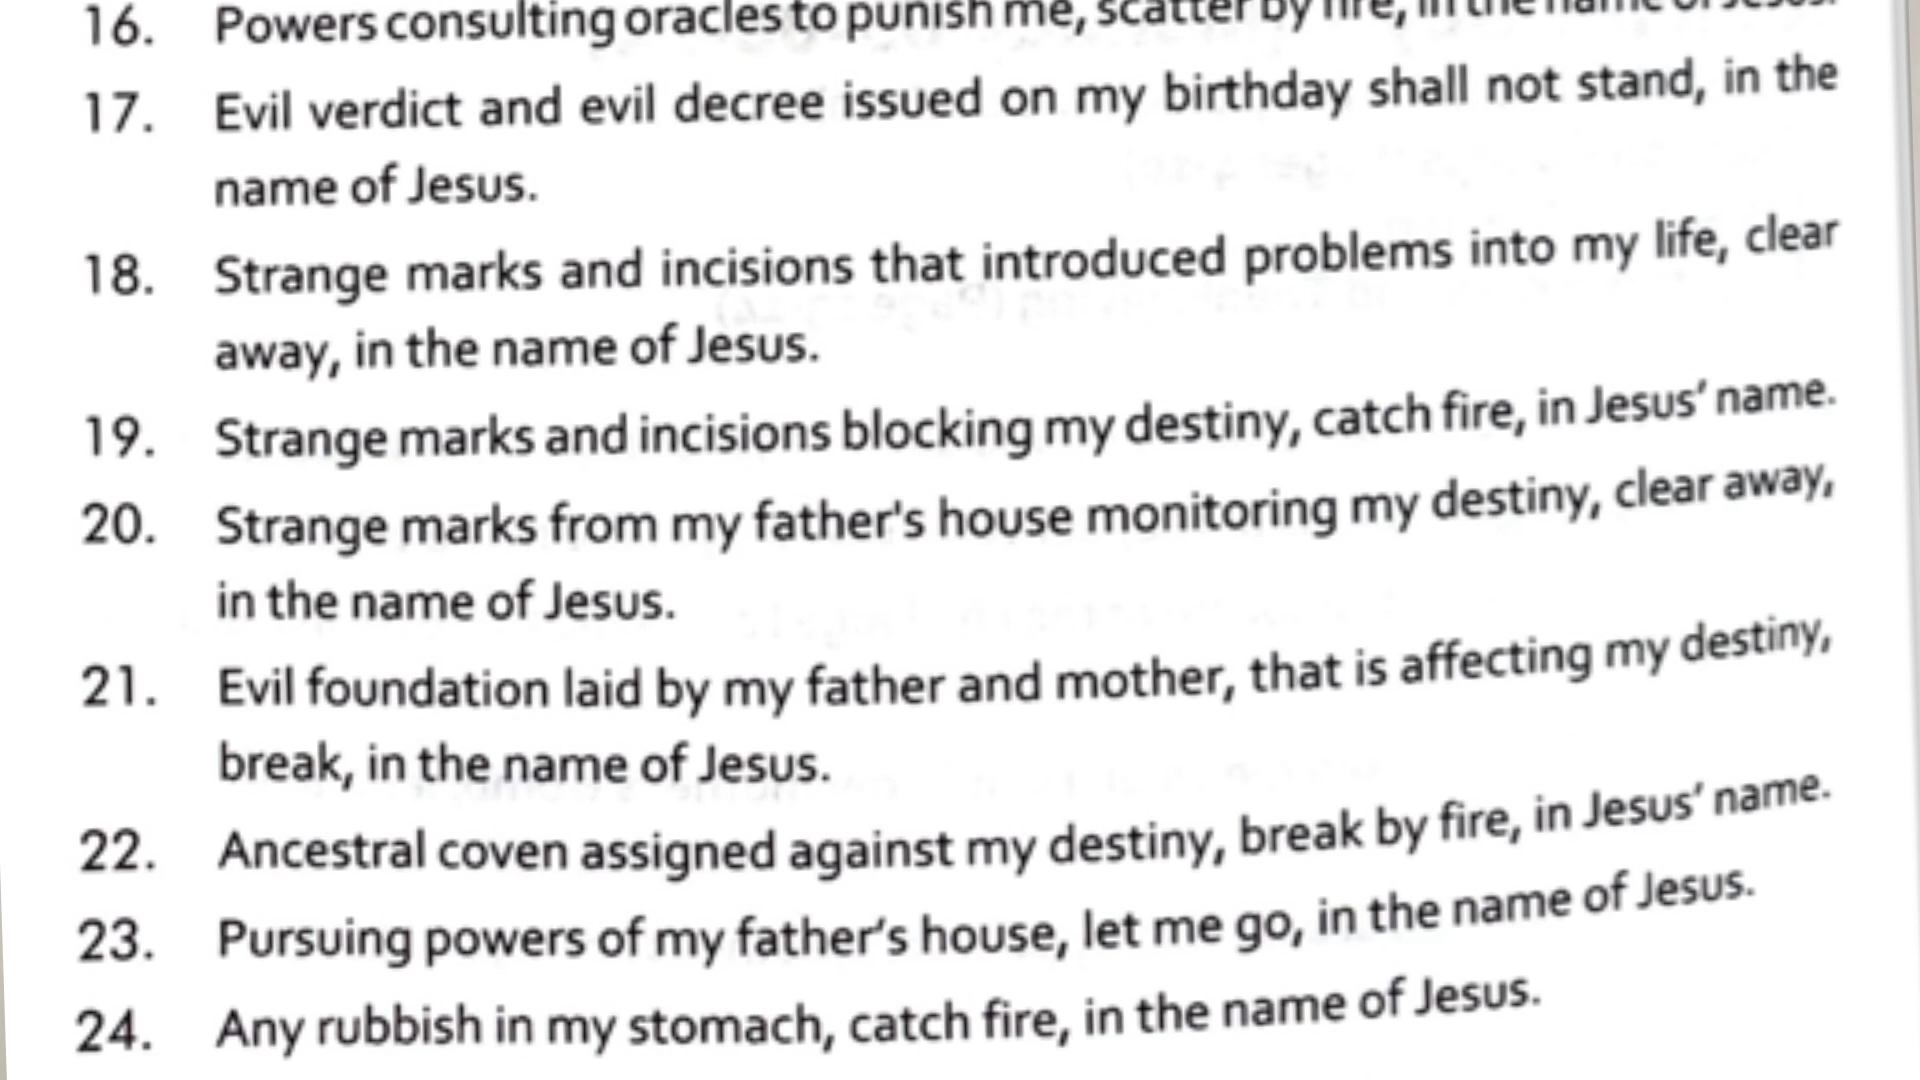 16. Powers consulting oracles to punish me, scatter by fire, in the name of Jesus.
17. Evil verdict and evil decree issued on my birthday shall not stand, in the
name of Jesus.
18. Strange marks and incisions that introduced problems into my life, clear
away, in the name of Jesus.
19. Strange marks and incisions blocking my destiny, catch fire, in Jesus’ name.
20. Strange marks from my father's house monitoring my destiny, clear away,
in the name of Jesus.
21. Evil foundation laid by my father and mother, that is affecting my destiny,
break, in the name of Jesus.
22. Ancestral coven assigned against my destiny, break by fire, in Jesus’ name.
23. Pursuing powers of my father’s house, let me go, in the name of Jesus.
24. Any rubbish in my stomach, catch fire, in the name of Jesus.